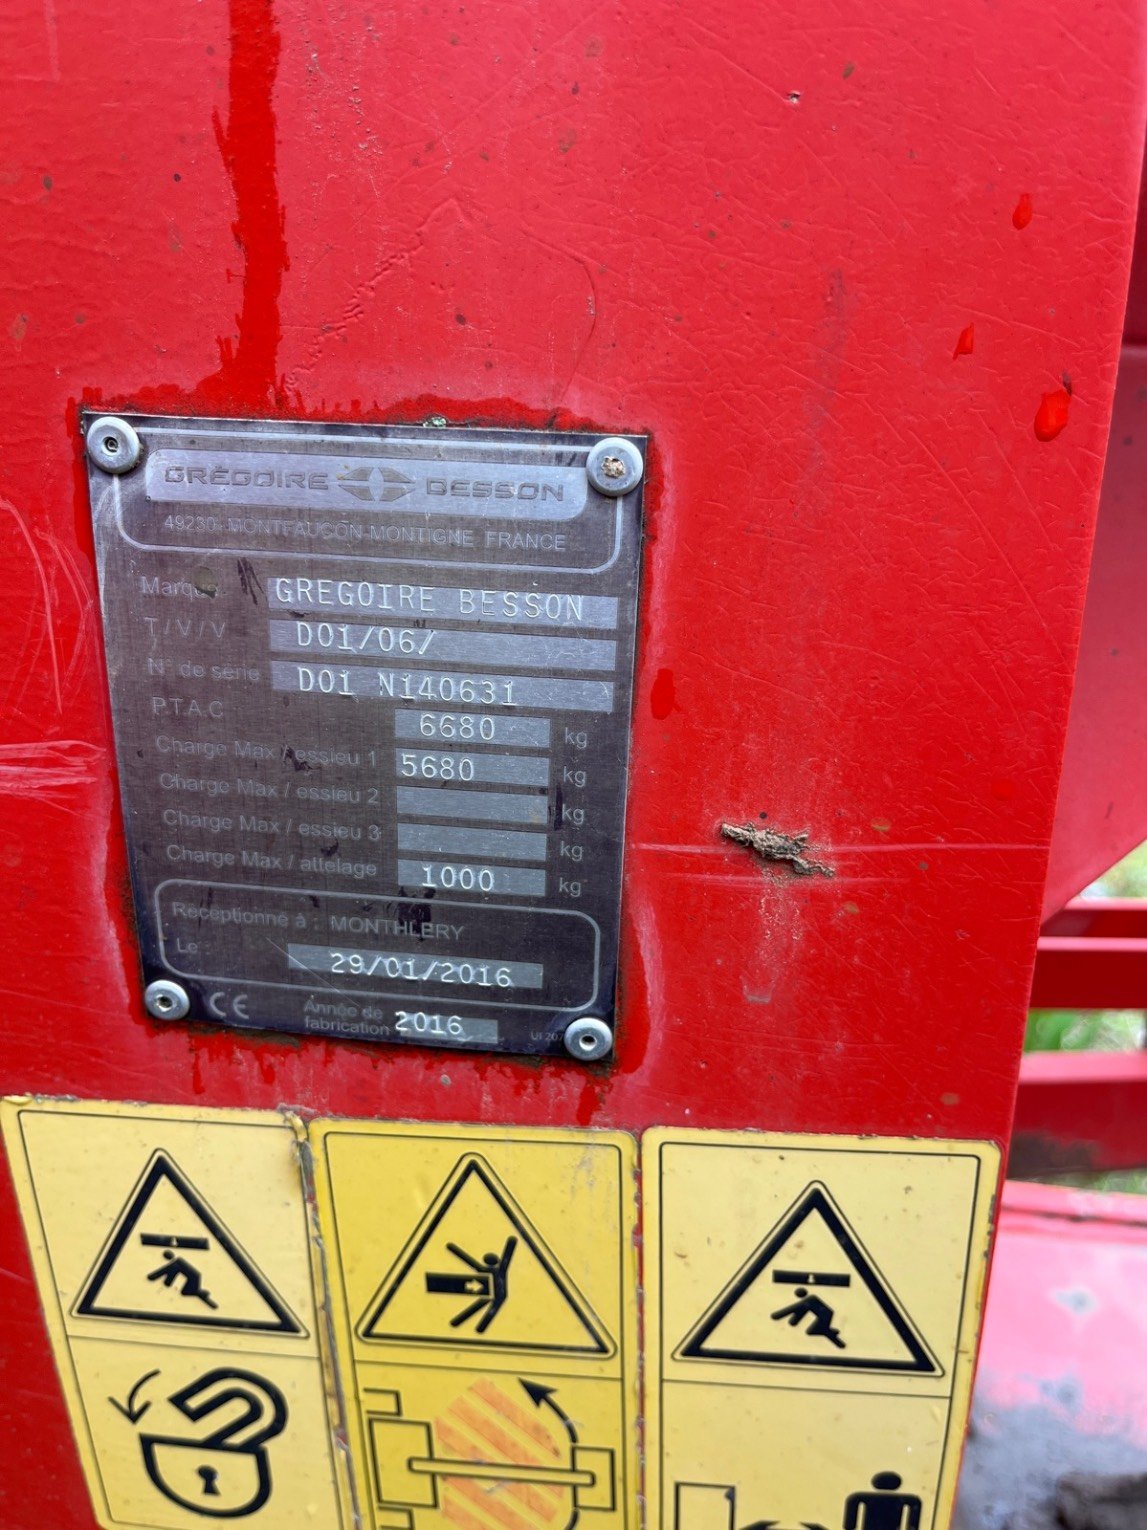 GRÉGOIRE BESSON
49230 MONTFAUCON-MONTIGNE FRANCE
Marque GREGOIRE BESSON
T/V/V D01/06/
N° de série D01 N140631
P.T.A.C 6680 kg
Charge Max / essieu 1 5680 kg
Charge Max / essieu 2 kg
Charge Max / essieu 3 kg
Charge Max / attelage 1000 kg
Réceptionné à : MONTHLERY
Le : 29/01/2016
CE Année de
fabrication 2016